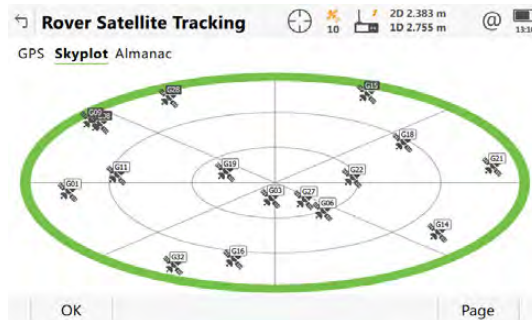 Rover Satellite Tracking
10
2D 2.383 m
1D 2.755 m
@
GPS Skyplot Almanac
G28
G15
G09
G18
G11
G19
G21
G22
G01
G03
G27
G06
G14
G16
G32
OK
Page